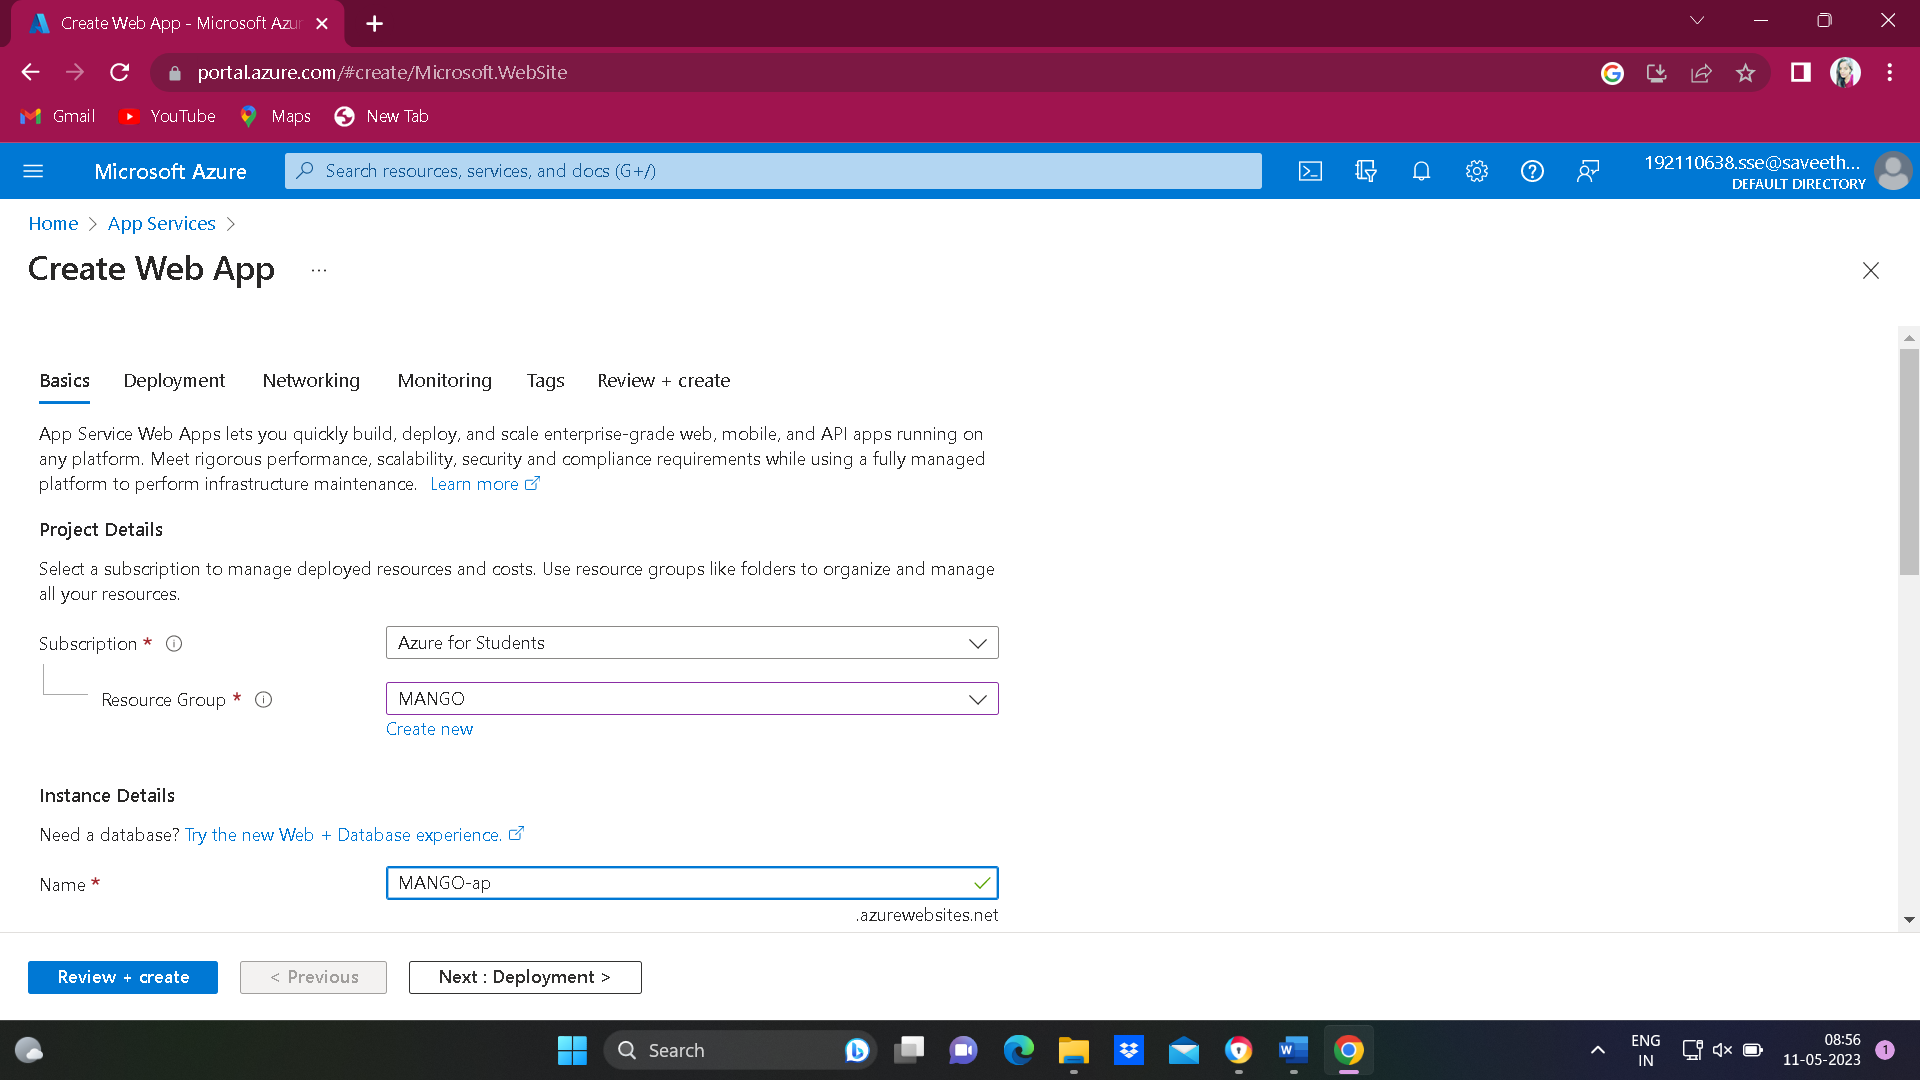 Create Web App - Microsoft Azur
portal.azure.com/#create/Microsoft.WebSite
Gmail YouTube Maps New Tab
Microsoft Azure
Search resources, services, and docs (G+/)
192110638.sse@saveeth...
DEFAULT DIRECTORY
Home > App Services >
Create Web App ...
Basics Deployment Networking Monitoring Tags Review + create
App Service Web Apps lets you quickly build, deploy, and scale enterprise-grade web, mobile, and API apps running on
any platform. Meet rigorous performance, scalability, security and compliance requirements while using a fully managed
platform to perform infrastructure maintenance. Learn more
Project Details
Select a subscription to manage deployed resources and costs. Use resource groups like folders to organize and manage
all your resources.
Subscription * Azure for Students
Resource Group * MANGO
Create new
Instance Details
Need a database? Try the new Web + Database experience.
Name * MANGO-ap
.azurewebsites.net
Review + create < Previous Next : Deployment >
Search
ENG
IN
08:56
11-05-2023
1